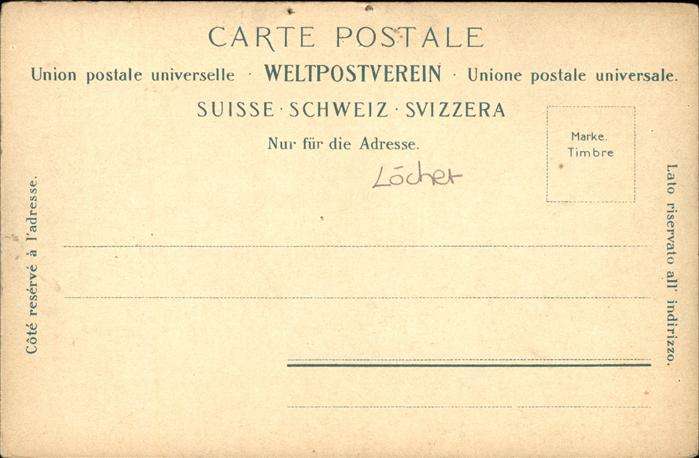 CARTE POSTALE
Union postale universelle · WELTPOSTVEREIN · Unione postale universale.
SUISSE · SCHWEIZ · SVIZZERA
Nur für die Adresse.
Marke.
Timbre
Löcher
Côté resérvé à l'adresse.
Lato riservato all' indirizzo.